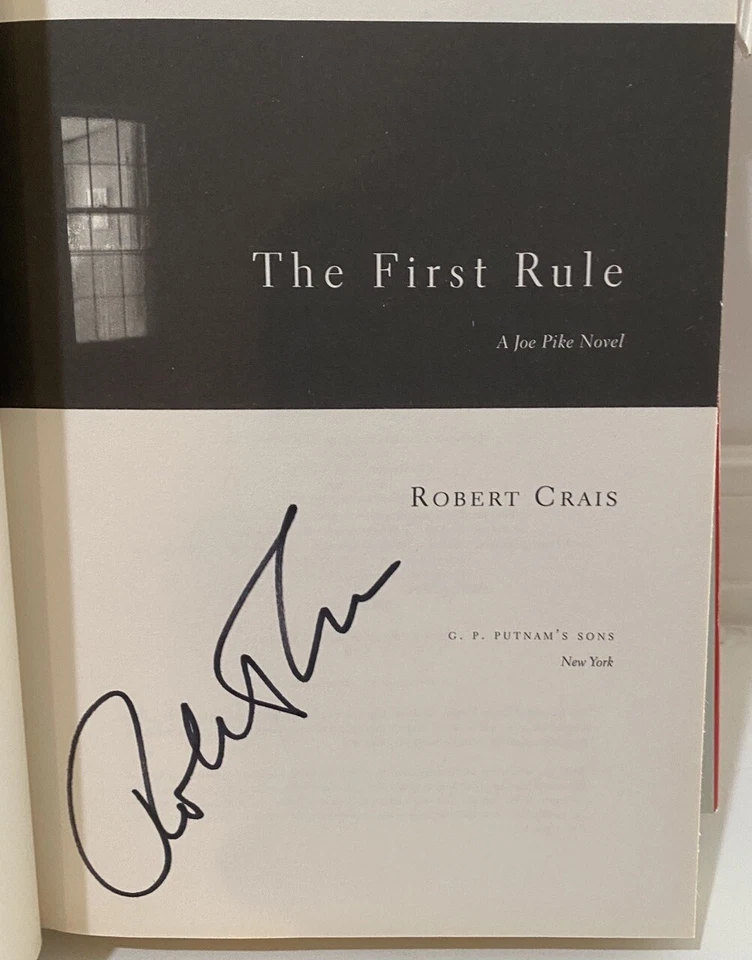 The First Rule
A Joe Pike Novel
ROBERT CRAIS
G. P. PUTNAM'S SONS
New York